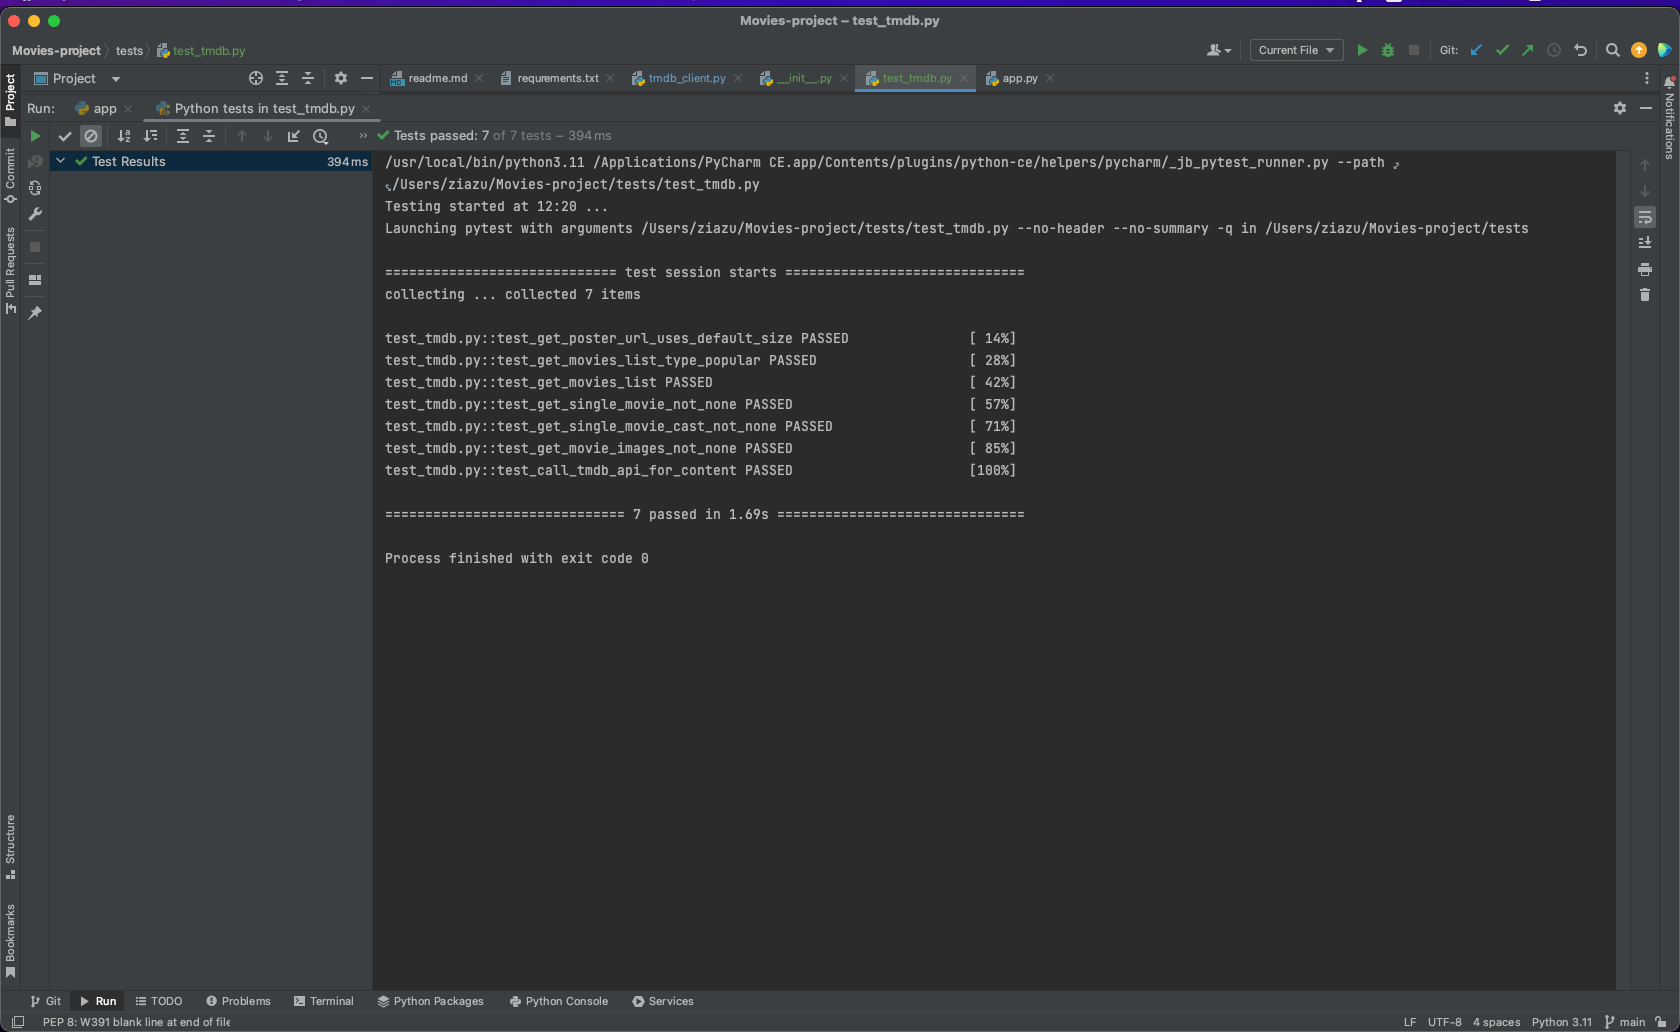 Movies-project – test_tmdb.py
Movies-project tests test_tmdb.py
Current File
Git:
Project
readme.md
requrements.txt
tmdb_client.py
__init__.py
test_tmdb.py
app.py
Run: app Python tests in test_tmdb.py
Tests passed: 7 of 7 tests – 394 ms
Test Results 394 ms
/usr/local/bin/python3.11 /Applications/PyCharm CE.app/Contents/plugins/python-ce/helpers/pycharm/_jb_pytest_runner.py --path
/Users/ziazu/Movies-project/tests/test_tmdb.py
Testing started at 12:20 ...
Launching pytest with arguments /Users/ziazu/Movies-project/tests/test_tmdb.py --no-header --no-summary -q in /Users/ziazu/Movies-project/tests
============================= test session starts ==============================
collecting ... collected 7 items
test_tmdb.py::test_get_poster_url_uses_default_size PASSED [ 14%]
test_tmdb.py::test_get_movies_list_type_popular PASSED [ 28%]
test_tmdb.py::test_get_movies_list PASSED [ 42%]
test_tmdb.py::test_get_single_movie_not_none PASSED [ 57%]
test_tmdb.py::test_get_single_movie_cast_not_none PASSED [ 71%]
test_tmdb.py::test_get_movie_images_not_none PASSED [ 85%]
test_tmdb.py::test_call_tmdb_api_for_content PASSED [100%]
============================== 7 passed in 1.69s ===============================
Process finished with exit code 0
Project
Commit
Pull Requests
Structure
Bookmarks
Notifications
Git
Run
TODO
Problems
Terminal
Python Packages
Python Console
Services
PEP 8: W391 blank line at end of file
LF UTF-8 4 spaces Python 3.11 main